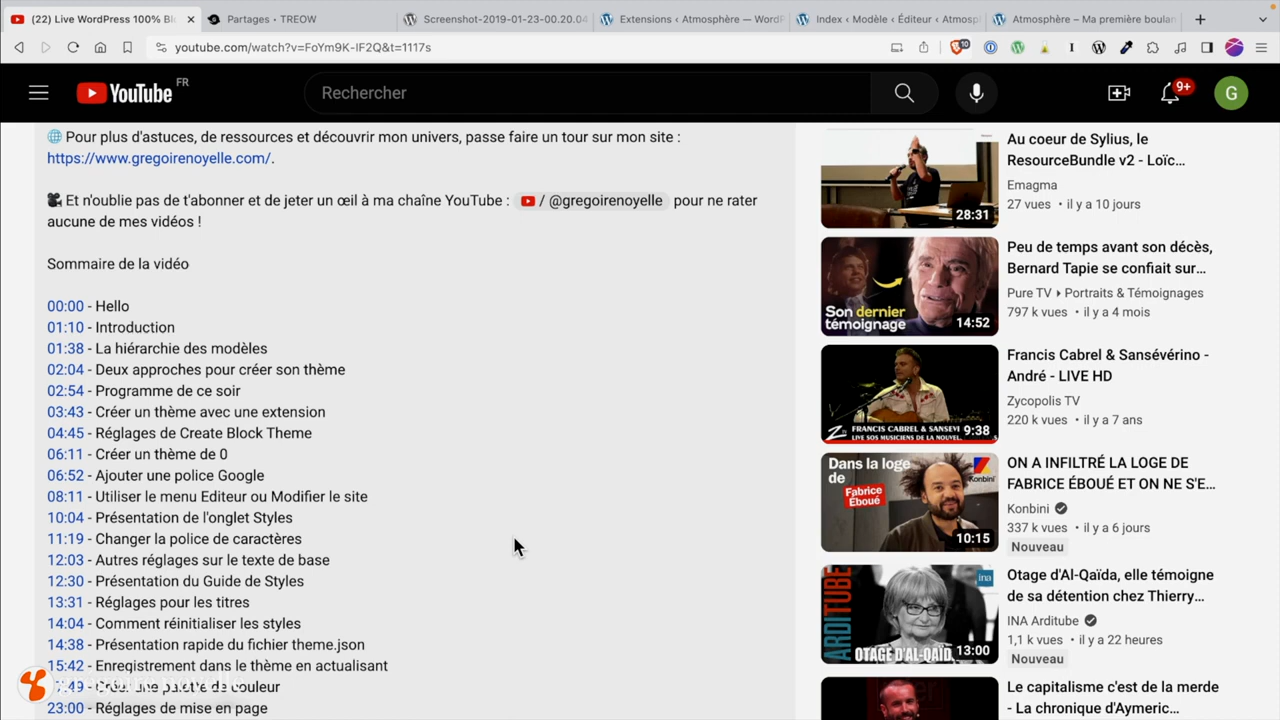 (22) Live WordPress 100% Blo
Partages · TREOW
Screenshot-2019-01-23-00.20.04
Extensions ‹ Atmosphère — WordP
Index ‹ Modèle ‹ Éditeur ‹ Atmosp
Atmosphère – Ma première boulan
youtube.com/watch?v=FoYm9K-IF2Q&t=1117s
10
YouTube FR
Rechercher
9+
G
Pour plus d'astuces, de ressources et découvrir mon univers, passe faire un tour sur mon site :
https://www.gregoirenoyelle.com/.
Et n'oublie pas de t'abonner et de jeter un œil à ma chaîne YouTube : / @gregoirenoyelle pour ne rater
aucune de mes vidéos !
Sommaire de la vidéo
00:00 - Hello
01:10 - Introduction
01:38 - La hiérarchie des modèles
02:04 - Deux approches pour créer son thème
02:54 - Programme de ce soir
03:43 - Créer un thème avec une extension
04:45 - Réglages de Create Block Theme
06:11 - Créer un thème de 0
06:52 - Ajouter une police Google
08:11 - Utiliser le menu Editeur ou Modifier le site
10:04 - Présentation de l'onglet Styles
11:19 - Changer la police de caractères
12:03 - Autres réglages sur le texte de base
12:30 - Présentation du Guide de Styles
13:31 - Réglages pour les titres
14:04 - Comment réinitialiser les styles
14:38 - Présentation rapide du fichier theme.json
15:42 - Enregistrement dans le thème en actualisant
couleur
23:00 - Réglages de mise en page
28:31
Au coeur de Sylius, le
ResourceBundle v2 - Loïc...
Emagma
27 vues • il y a 10 jours
Son dernier
témoignage
14:52
Peu de temps avant son décès,
Bernard Tapie se confiait sur...
Pure TV ▸ Portraits & Témoignages
797 k vues • il y a 4 mois
FRANCIS CABREL & SANSEVI
LIVE SOS MUSICIENS DE LA NOUVEL.
9:38
Francis Cabrel & Sansévérino -
André - LIVE HD
Zycopolis TV
220 k vues • il y a 7 ans
Dans la loge
de
Fabrice
Éboué
Konbini
10:15
ON A INFILTRÉ LA LOGE DE
FABRICE ÉBOUÉ ET ON NE S'E...
Konbini
337 k vues • il y a 6 jours
Nouveau
ARDITUBE
ina
OTAGE D'AL-QAÏD
13:00
Otage d'Al-Qaïda, elle témoigne
de sa détention chez Thierry...
INA Arditube
1,1 k vues • il y a 22 heures
Nouveau
Le capitalisme c'est de la merde
- La chronique d'Aymeric...